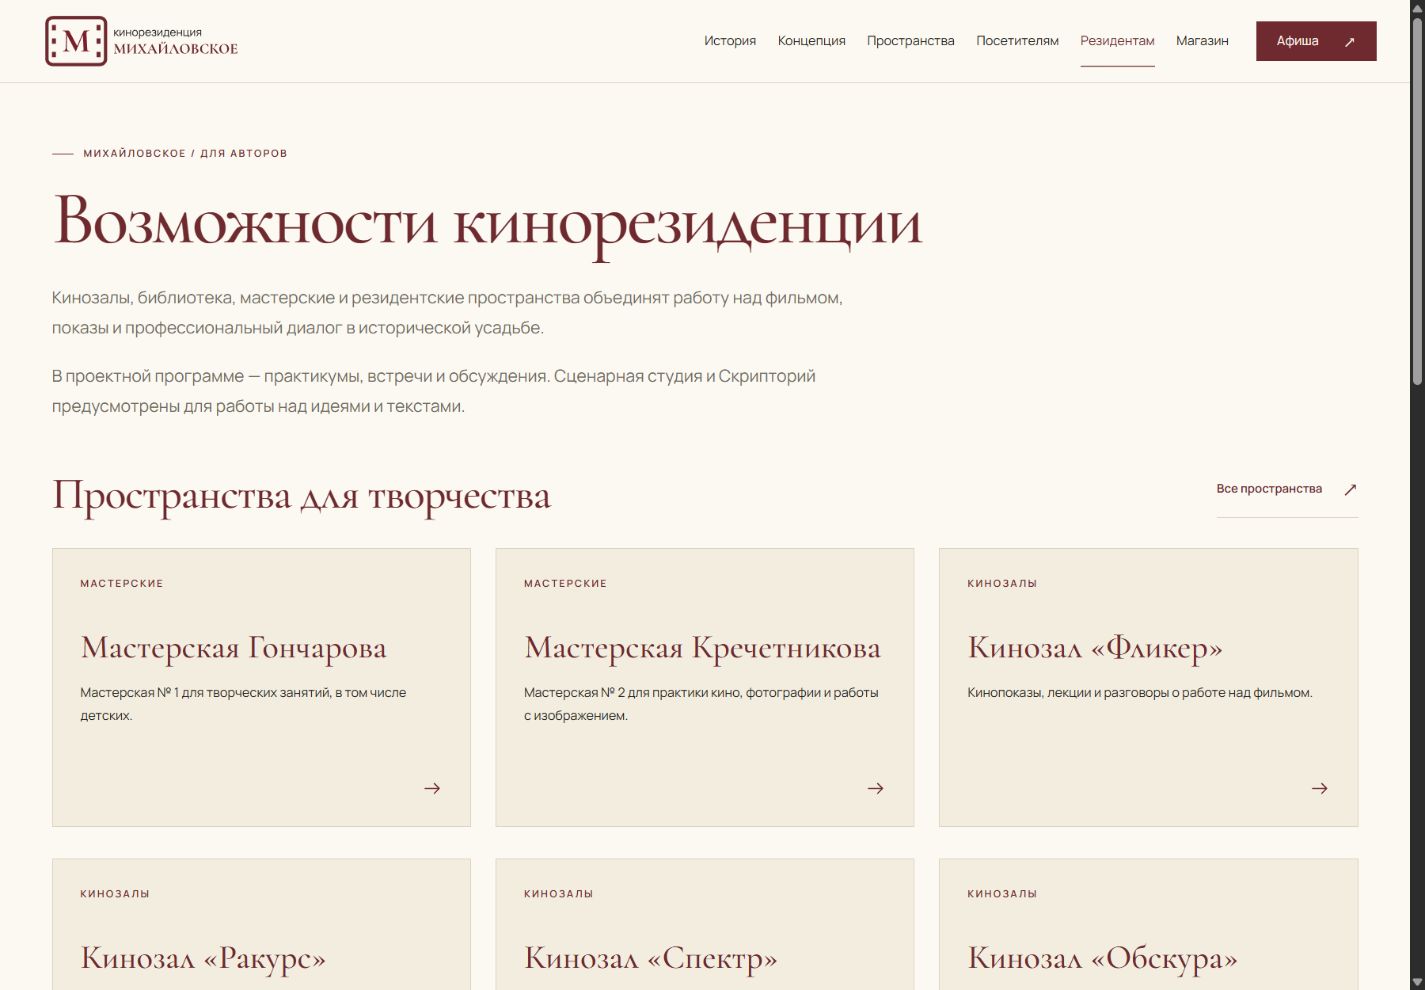 М
кинорезиденция
МИХАЙЛОВСКОЕ
История
Концепция
Пространства
Посетителям
Резидентам
Магазин
Афиша ↗
МИХАЙЛОВСКОЕ / ДЛЯ АВТОРОВ
Возможности кинорезиденции
Кинозалы, библиотека, мастерские и резидентские пространства объединят работу над фильмом,
показы и профессиональный диалог в исторической усадьбе.
В проектной программе — практикумы, встречи и обсуждения. Сценарная студия и Скрипторий
предусмотрены для работы над идеями и текстами.
Пространства для творчества
Все пространства ↗
МАСТЕРСКИЕ
Мастерская Гончарова
Мастерская № 1 для творческих занятий, в том числе
детских.
→
МАСТЕРСКИЕ
Мастерская Кречетникова
Мастерская № 2 для практики кино, фотографии и работы
с изображением.
→
КИНОЗАЛЫ
Кинозал «Фликер»
Кинопоказы, лекции и разговоры о работе над фильмом.
→
КИНОЗАЛЫ
Кинозал «Ракурс»
КИНОЗАЛЫ
Кинозал «Спектр»
КИНОЗАЛЫ
Кинозал «Обскура»